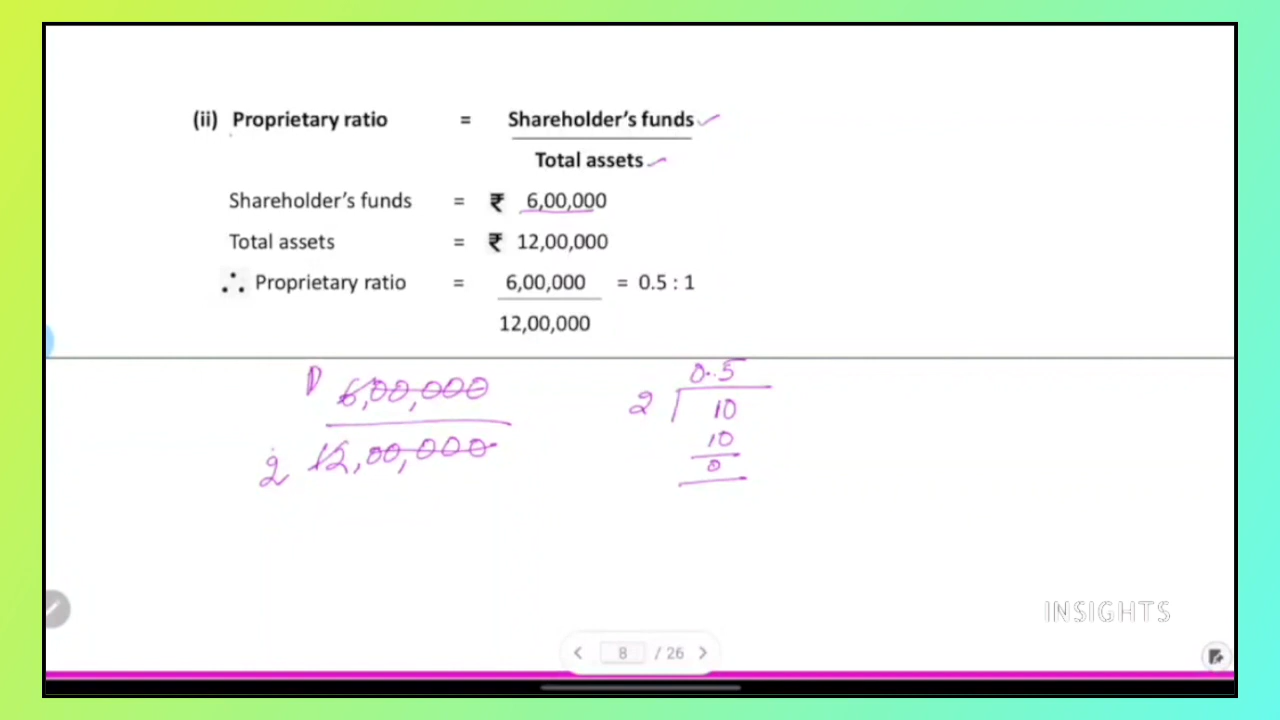 (ii) Proprietary ratio = Shareholder's funds
Total assets
Shareholder's funds = ₹ 6,00,000
Total assets = ₹ 12,00,000
∴ Proprietary ratio = 6,00,000 = 0.5 : 1
12,00,000
1 6,00,000
2 12,00,000
0.5
2 10
10
0
INSIGHTS
8 / 26